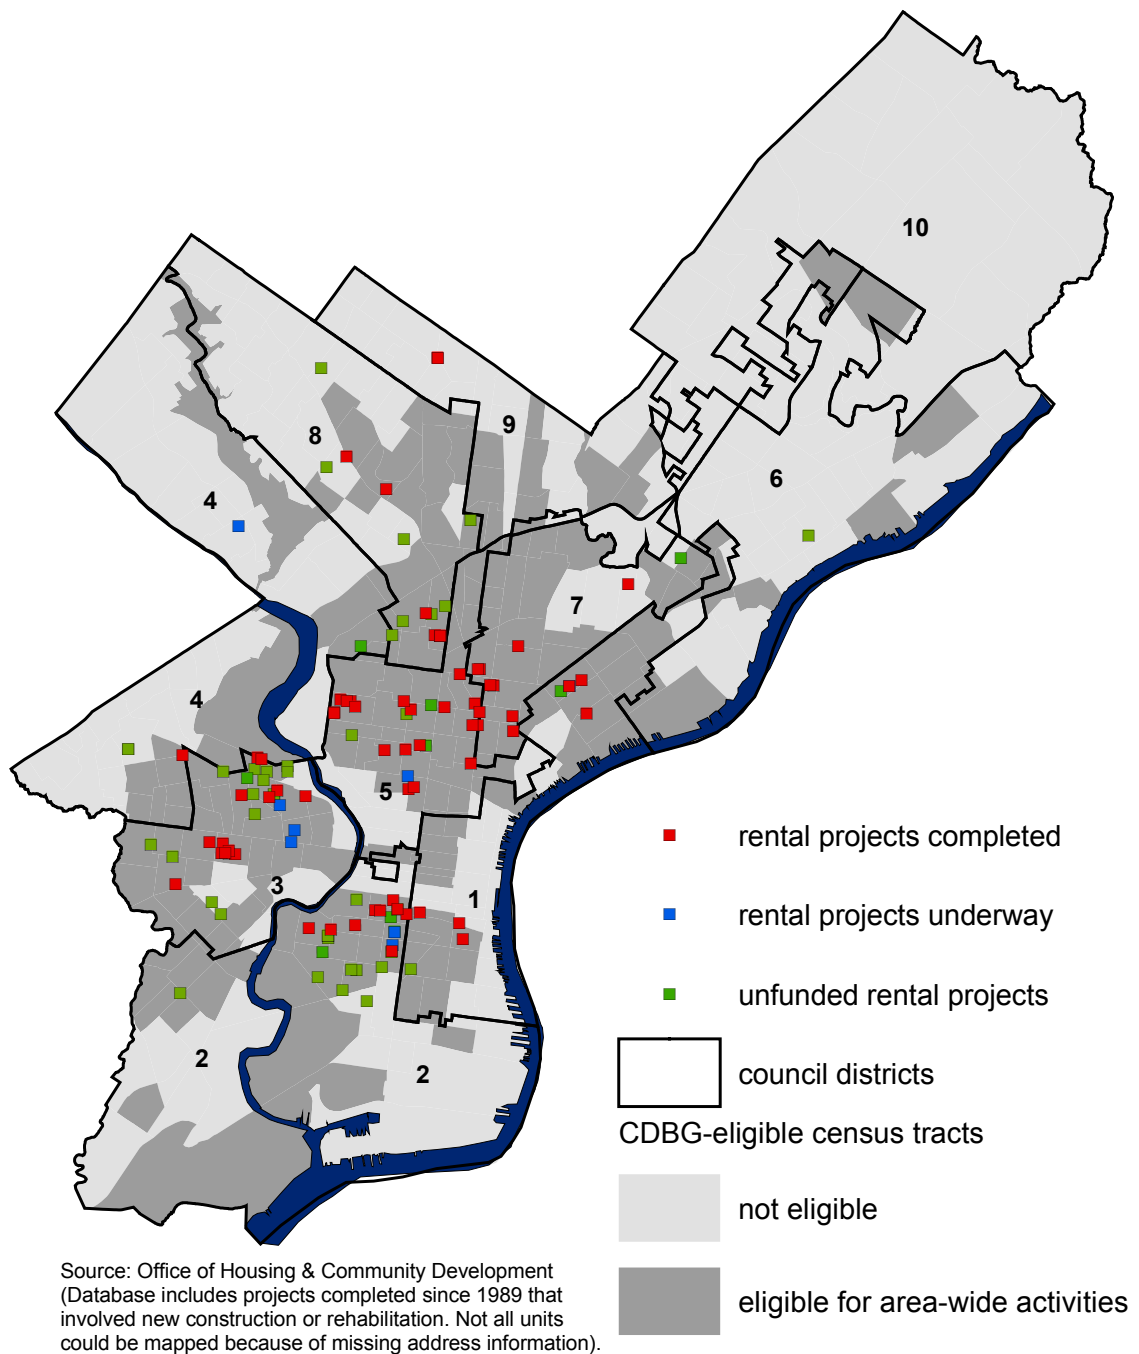 10
9
8
6
4
7
4
5
3
1
2
2
rental projects completed
rental projects underway
unfunded rental projects
council districts
CDBG-eligible census tracts
not eligible
eligible for area-wide activities
Source: Office of Housing & Community Development
(Database includes projects completed since 1989 that
involved new construction or rehabilitation. Not all units
could be mapped because of missing address information).